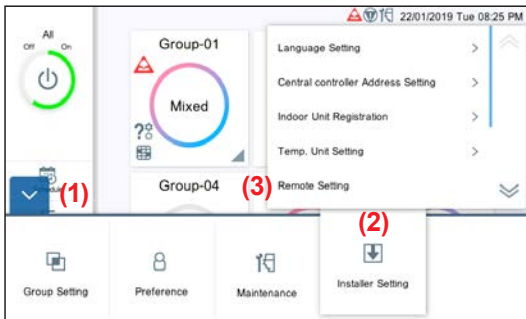 22/01/2019 Tue 08:25 PM
All
Off On
Group-01
Mixed
Language Setting
Central controller Address Setting
Indoor Unit Registration
Temp. Unit Setting
Remote Setting
(1)
Group-04
(3)
(2)
Group Setting
Preference
Maintenance
Installer Setting